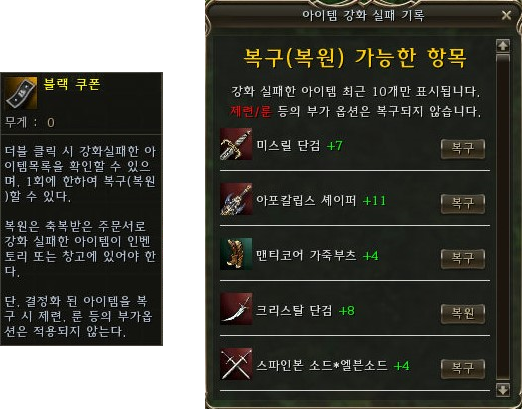 블랙 쿠폰
무게 : 0
더블 클릭 시 강화실패한 아
이템목록을 확인할 수 있으
며, 1회에 한하여 복구(복원
)할 수 있다.
복원은 축복받은 주문서로
강화 실패한 아이템이 인벤
토리 또는 창고에 있어야 한
다.
단, 결정화 된 아이템을 복
구 시 제련, 룬 등의 부가옵
션은 적용되지 않는다.
아이템 강화 실패 기록
복구(복원) 가능한 항목
강화 실패한 아이템 최근 10개만 표시됩니다.
제련/룬 등의 부가 옵션은 복구되지 않습니다.
미스릴 단검 +7 복구
아포칼립스 셰이퍼 +11 복구
맨티코어 가죽부츠 +4 복구
크리스탈 단검 +8 복원
스파인본 소드*엘븐소드 +4 복구